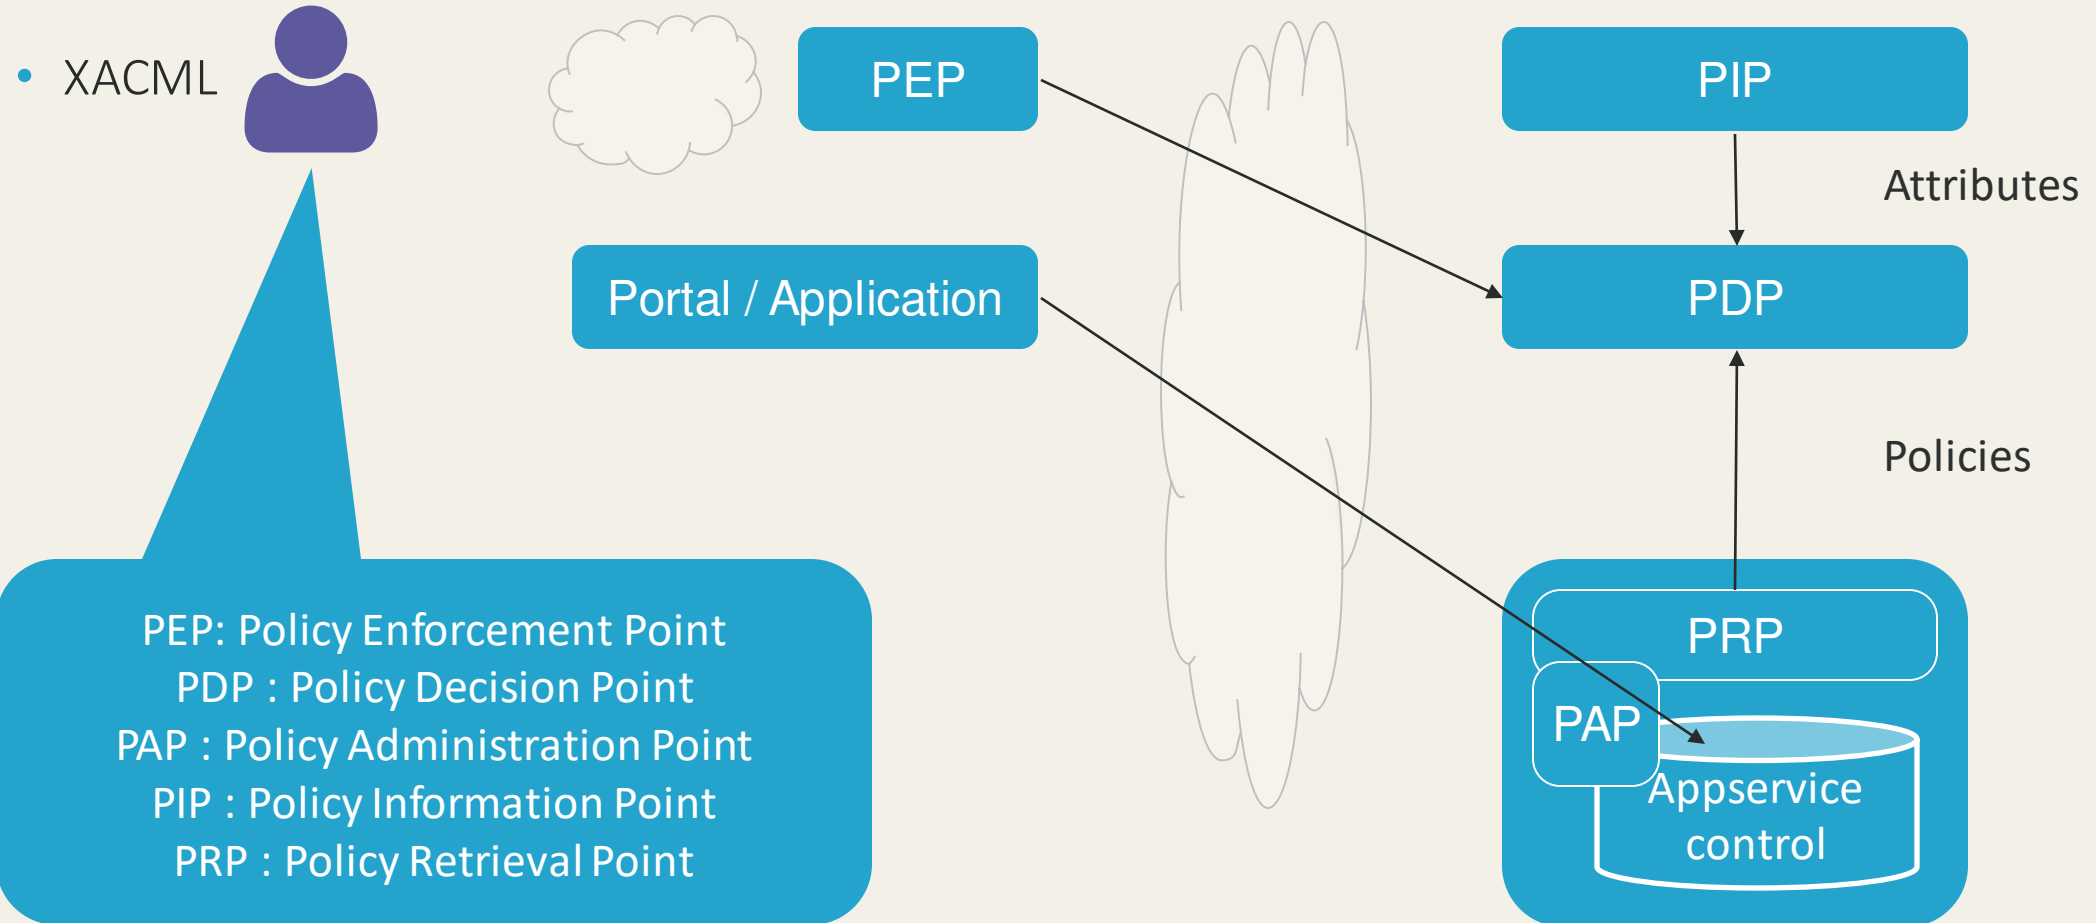 • XACML
PEP
PIP
Attributes
Portal / Application
PDP
Policies
PEP: Policy Enforcement Point
PDP : Policy Decision Point
PAP : Policy Administration Point
PIP : Policy Information Point
PRP : Policy Retrieval Point
PRP
PAP
Appservice
control